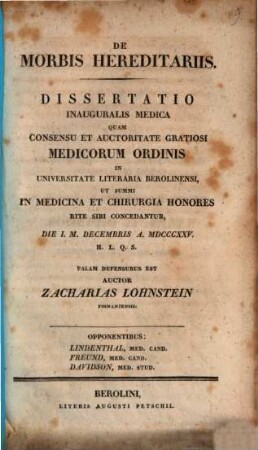 DE
MORBIS HEREDITARIIS.
DISSERTATIO
INAUGURALIS MEDICA
QUAM
CONSENSU ET AUCTORITATE GRATIOSI
MEDICORUM ORDINIS
IN
UNIVERSITATE LITERARIA BEROLINENSI,
UT SUMMI
IN MEDICINA ET CHIRURGIA HONORES
RITE SIBI CONCEDANTUR,
DIE I. M. DECEMBRIS A. MDCCCXXV.
H. L. Q. S.
PALAM DEFENSURUS EST
AUCTOR
ZACHARIAS LOHNSTEIN
OPPONENTIBUS:
LINDENTHAL, MED. CAND.
FREUND, MED. CAND.
DAVIDSON, MED. STUD.
BEROLINI,
LITERIS AUGUSTI PETSCHII.